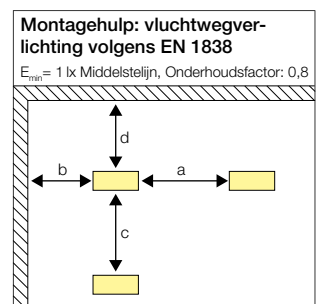 Montagehulp: vluchtwegver-
lichting volgens EN 1838
Emin= 1 lx Middelstelijn, Onderhoudsfactor: 0,8
d
b
a
c